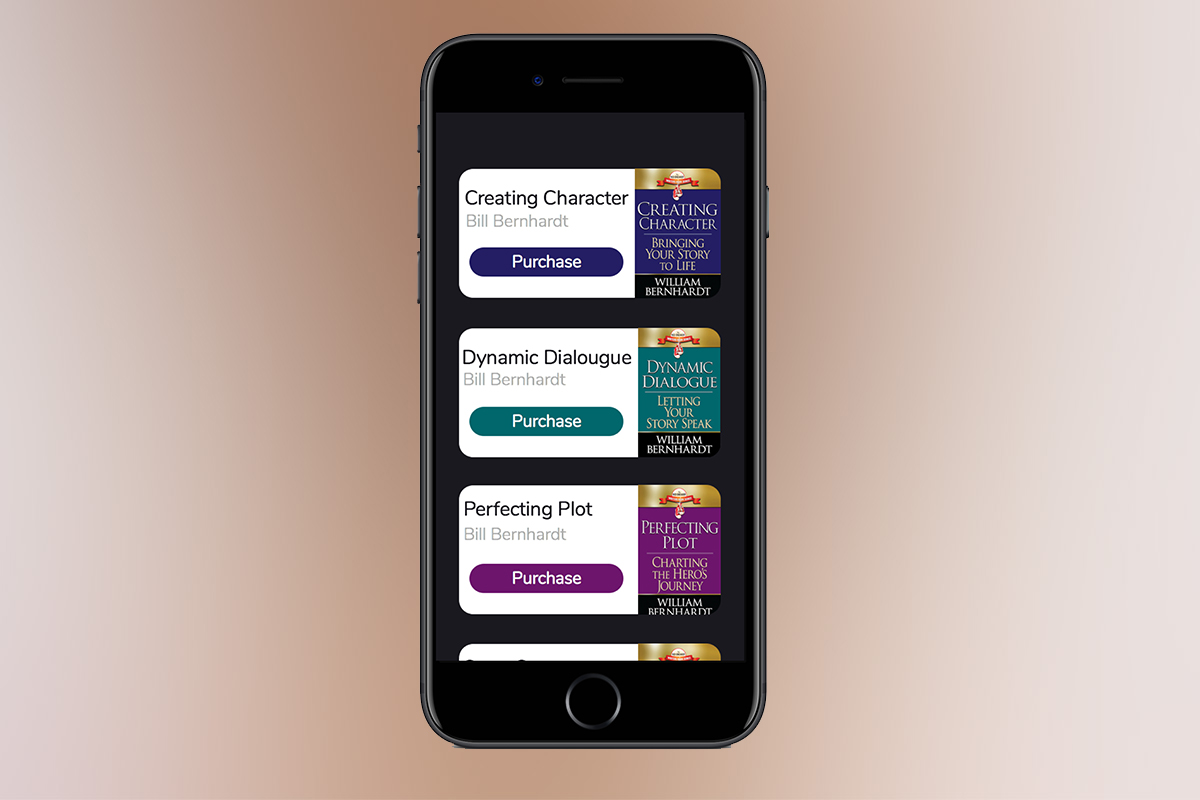 Creating Character
Bill Bernhardt
Purchase
CREATING
CHARACTER
BRINGING
YOUR STORY
TO LIFE
WILLIAM
BERNHARDT
Dynamic Dialougue
Bill Bernhardt
Purchase
DYNAMIC
DIALOGUE
LETTING
YOUR
STORY SPEAK
WILLIAM
BERNHARDT
Perfecting Plot
Bill Bernhardt
Purchase
PERFECTING
PLOT
CHARTING
THE HERO'S
JOURNEY
WILLIAM
BERNHARDT